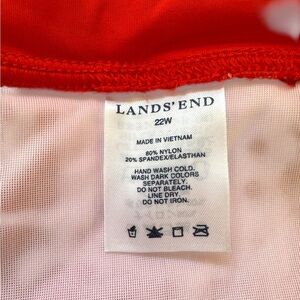 LANDS' END
22W
MADE IN VIETNAM
80% NYLON
20% SPANDEX/ELASTHAN
HAND WASH COLD.
WASH DARK COLORS
SEPARATELY.
DO NOT BLEACH.
LINE DRY.
DO NOT IRON.